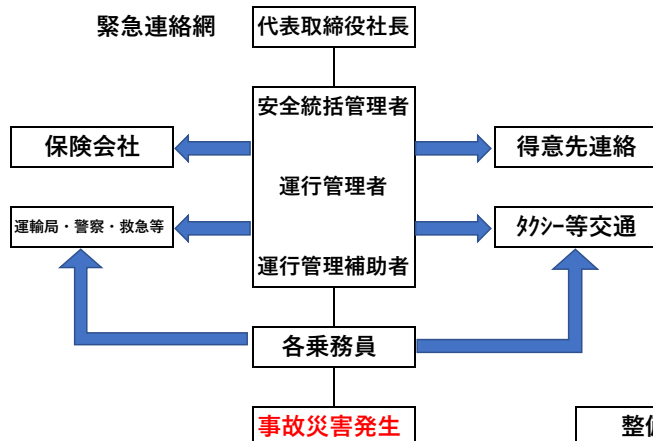 緊急連絡網
代表取締役社長
安全統括管理者
保険会社
得意先連絡
運行管理者
運輸局・警察・救急等
ﾀｸｼｰ等交通
運行管理補助者
各乗務員
事故災害発生
整